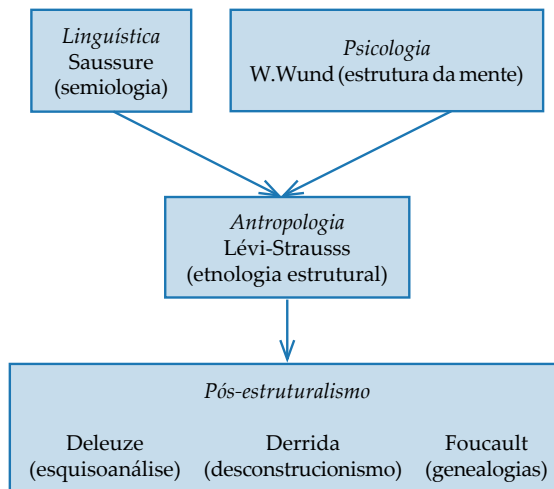 Linguística
Saussure
(semiologia)
Psicologia
W.Wund (estrutura da mente)
Antropologia
Lévi-Strausss
(etnologia estrutural)
Pós-estruturalismo
Deleuze Derrida Foucault
(esquisoanálise) (desconstrucionismo) (genealogias)